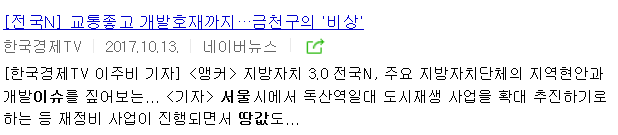 [전국N] 교통좋고 개발호재까지…금천구의 '비상'
한국경제TV | 2017.10.13. | 네이버뉴스 |
[한국경제TV 이주비 기자] <앵커> 지방자치 3.0 전국N, 주요 지방자치단체의 지역현안과
개발이슈를 짚어보는... <기자> 서울시에서 독산역일대 도시재생 사업을 확대 추진하기로
하는 등 재정비 사업이 진행되면서 땅값도...